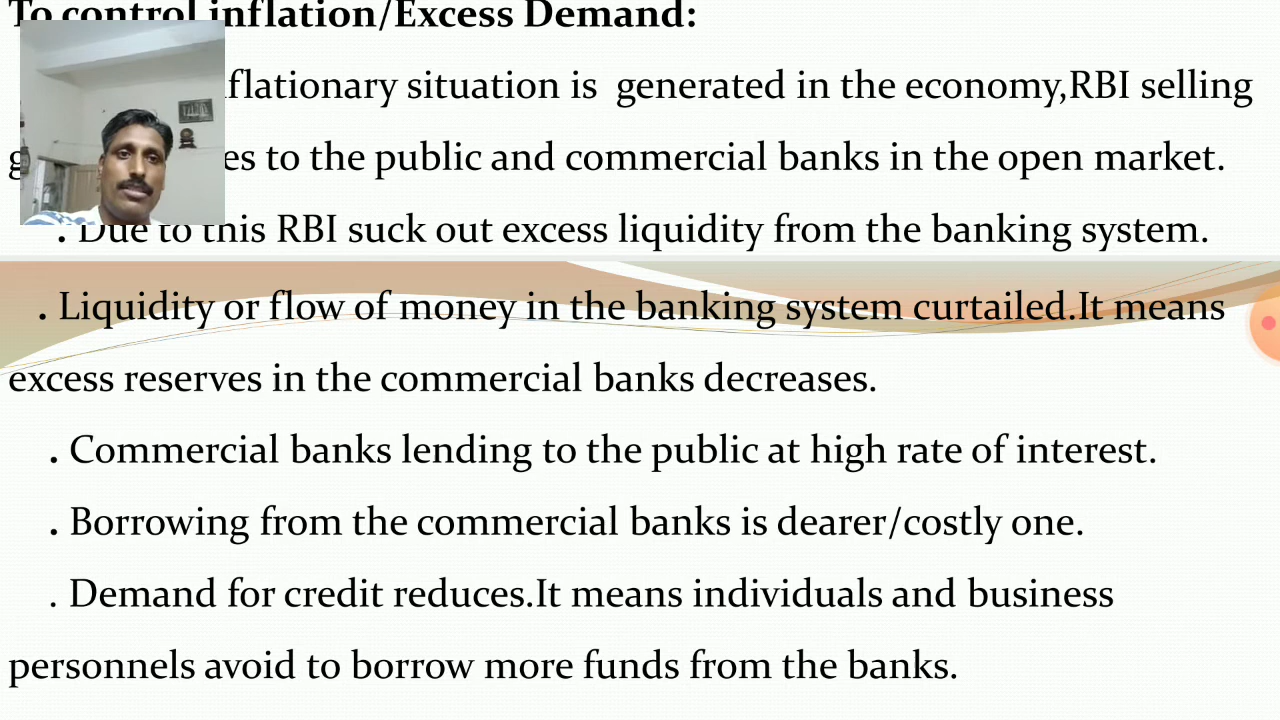 To control inflation/Excess Demand:
flationary situation is generated in the economy,RBI selling
es to the public and commercial banks in the open market.
. Due to this RBI suck out excess liquidity from the banking system.
. Liquidity or flow of money in the banking system curtailed.It means
excess reserves in the commercial banks decreases.
. Commercial banks lending to the public at high rate of interest.
. Borrowing from the commercial banks is dearer/costly one.
. Demand for credit reduces.It means individuals and business
personnels avoid to borrow more funds from the banks.